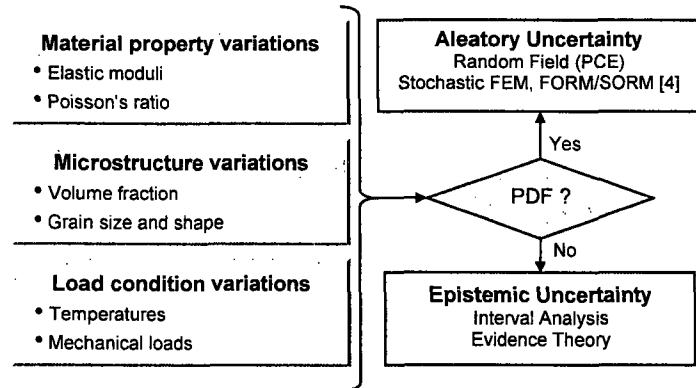 Material property variations
• Elastic moduli
• Poisson's ratio
Microstructure variations
• Volume fraction
• Grain size and shape
Load condition variations
• Temperatures
• Mechanical loads
Aleatory Uncertainty
Random Field (PCE)
Stochastic FEM, FORM/SORM [4]
Yes
PDF ?
No
Epistemic Uncertainty
Interval Analysis
Evidence Theory